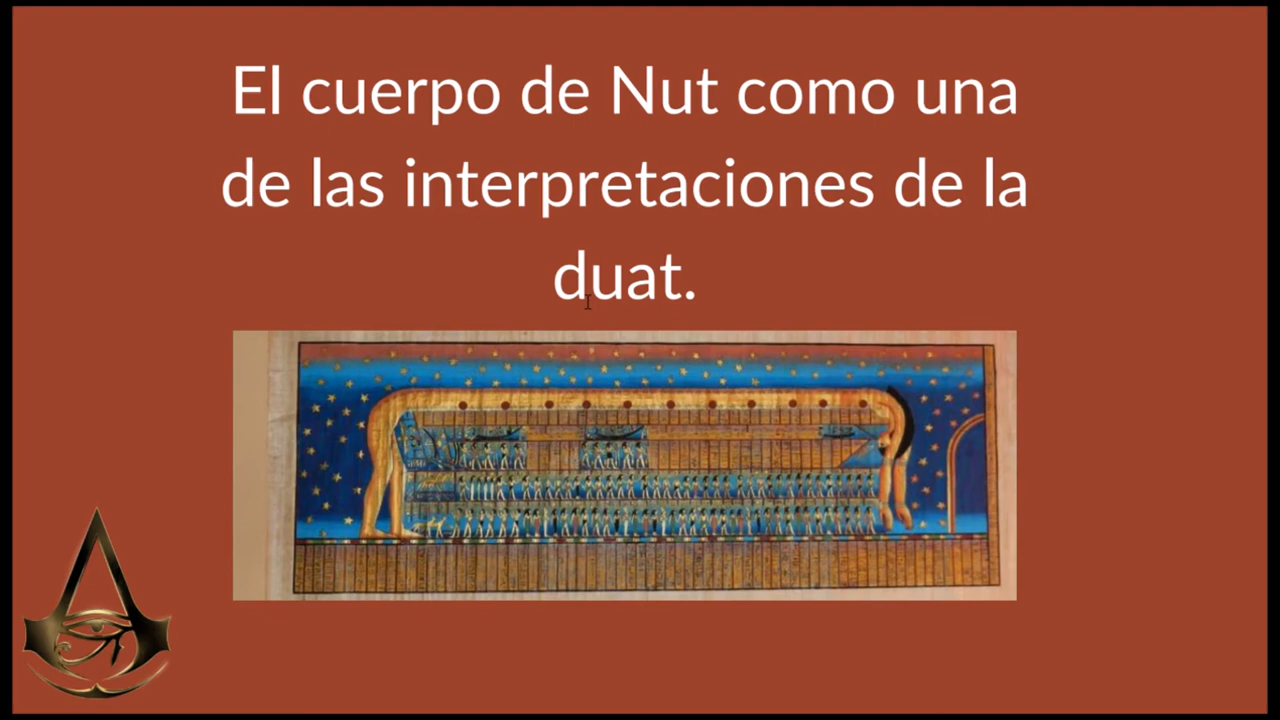 El cuerpo de Nut como una
de las interpretaciones de la
duat.